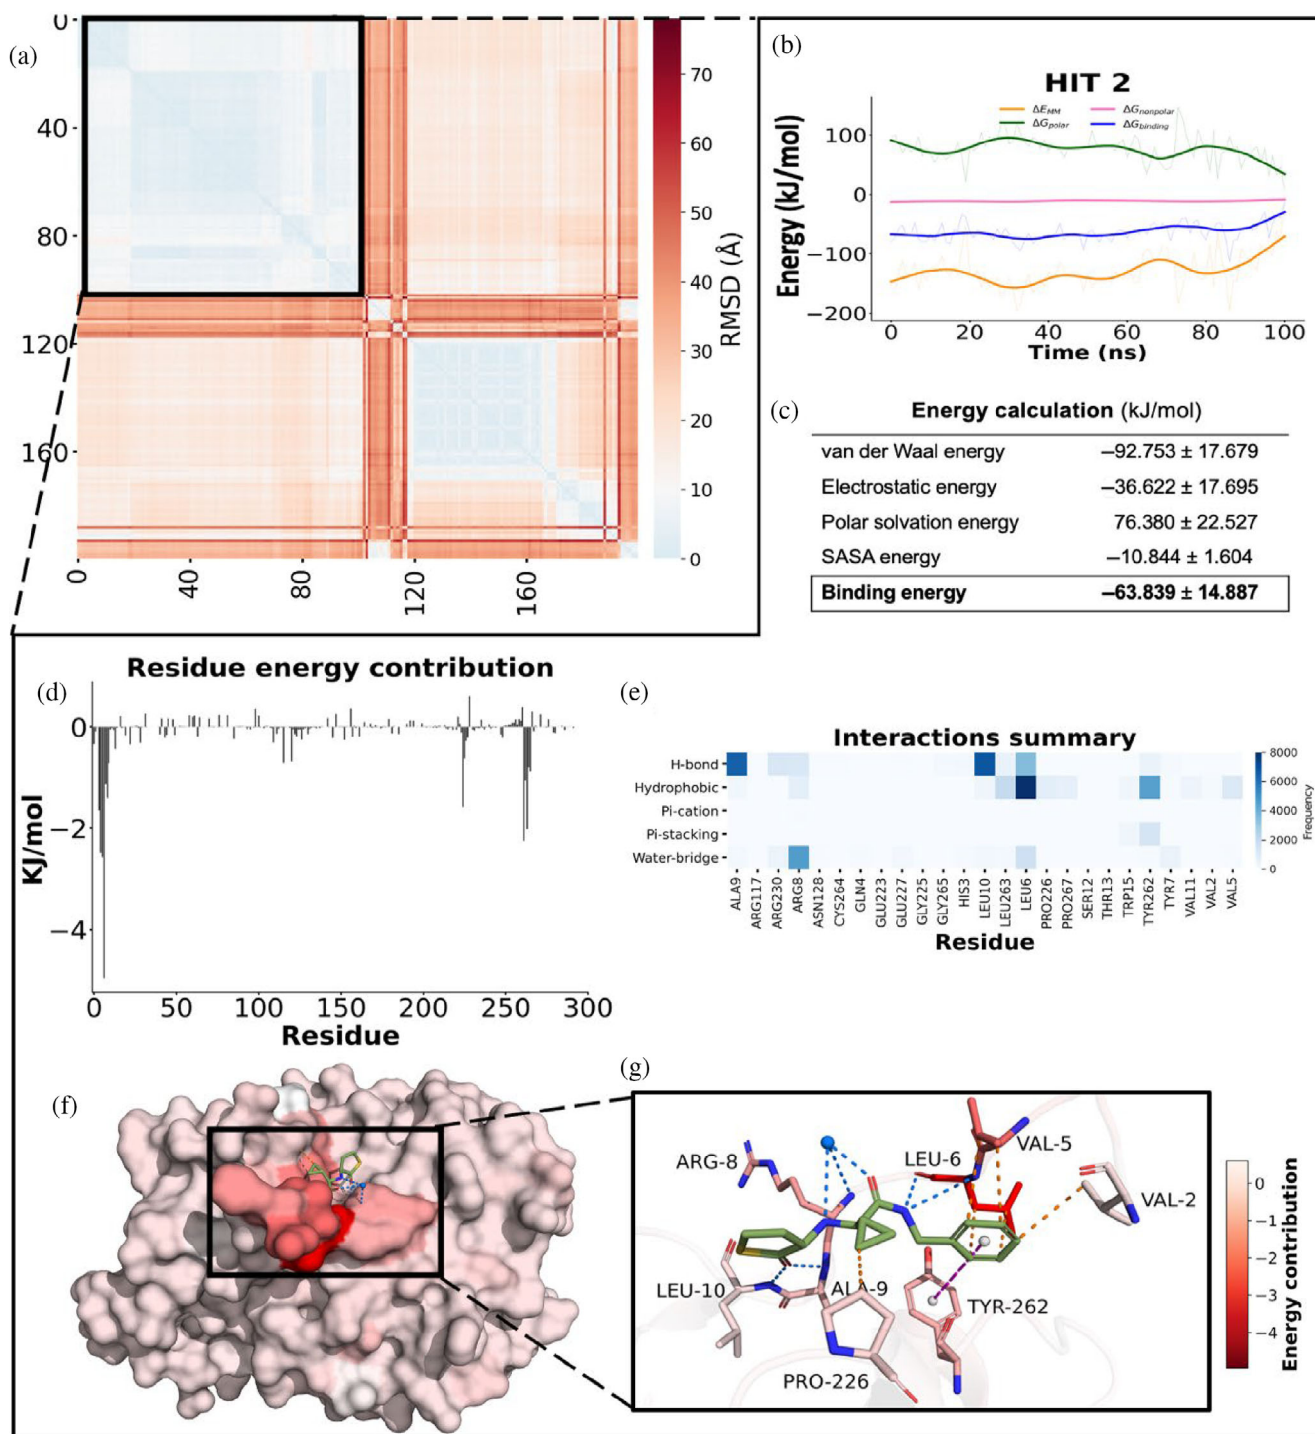 (a)
0
40
80
120
160
0
40
80
120
160
70
60
50
40
30
20
10
0
RMSD (Å)
(b)
HIT 2
ΔE_MM
ΔG_polar
ΔG_nonpolar
ΔG_binding
100
0
−100
−200
Energy (kJ/mol)
0 20 40 60 80 100
Time (ns)
(c)
Energy calculation (kJ/mol)
van der Waal energy −92.753 ± 17.679
Electrostatic energy −36.622 ± 17.695
Polar solvation energy 76.380 ± 22.527
SASA energy −10.844 ± 1.604
Binding energy −63.839 ± 14.887
(d)
Residue energy contribution
0
−2
−4
KJ/mol
0 50 100 150 200 250 300
Residue
(e)
Interactions summary
H-bond
Hydrophobic
Pi-cation
Pi-stacking
Water-bridge
8000
6000
4000
2000
0
Frequency
ALA9
ARG117
ARG230
ARG8
ASN128
CYS264
GLN4
GLU223
GLU227
GLY225
GLY265
HIS3
LEU10
LEU263
LEU6
PRO226
PRO267
SER12
THR13
TRP15
TYR262
TYR7
VAL11
VAL2
VAL5
Residue
(f)
(g)
ARG-8
LEU-6
VAL-5
VAL-2
LEU-10
ALA-9
TYR-262
PRO-226
0
−1
−2
−3
−4
Energy contribution